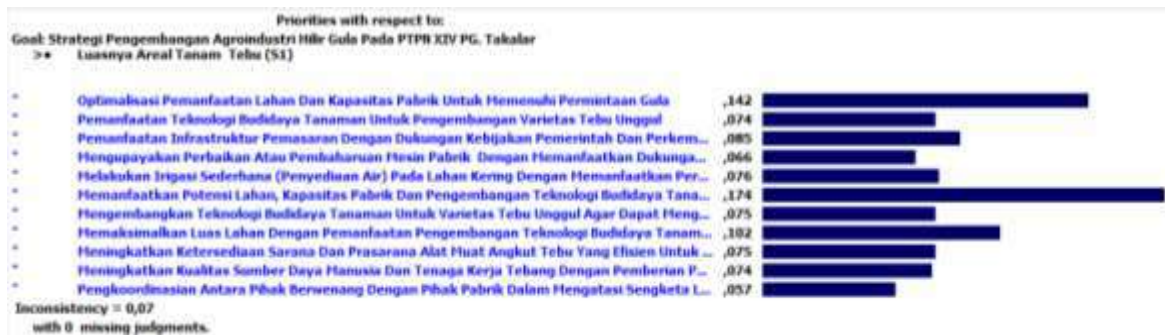 Priorities with respect to:
Goal: Strategi Pengembangan Agroindustri Hilir Gula Pada PTPN XIV PG. Takalar
>• Luasnya Areal Tanam Tebu (S1)
Optimalisasi Pemanfaatan Lahan Dan Kapasitas Pabrik Untuk Memenuhi Permintaan Gula ,142
Pemanfaatan Teknologi Budidaya Tanaman Untuk Pengembangan Varietas Tebu Unggul ,074
Pemanfaatan Infrastruktur Pemasaran Dengan Dukungan Kebijakan Pemerintah Dan Perkem... ,085
Mengupayakan Perbaikan Atau Pembaharuan Mesin Pabrik Dengan Memanfaatkan Dukunga... ,066
Melakukan Irigasi Sederhana (Penyediaan Air) Pada Lahan Kering Dengan Memanfaatkan Per... ,076
Memanfaatkan Potensi Lahan, Kapasitas Pabrik Dan Pengembangan Teknologi Budidaya Tana... ,174
Mengembangkan Teknologi Budidaya Tanaman Untuk Varietas Tebu Unggul Agar Dapat Meng... ,075
Memaksimalkan Luas Lahan Dengan Pemanfaatan Pengembangan Teknologi Budidaya Tanam... ,102
Meningkatkan Ketersediaan Sarana Dan Prasarana Alat Muat Angkut Tebu Yang Efisien Untuk ... ,075
Meningkatkan Kualitas Sumber Daya Manusia Dan Tenaga Kerja Tebang Dengan Pemberian P... ,074
Pengkoordinasian Antara Pihak Berwenang Dengan Pihak Pabrik Dalam Mengatasi Sengketa L... ,057
Inconsistency = 0,07
with 0 missing judgments.